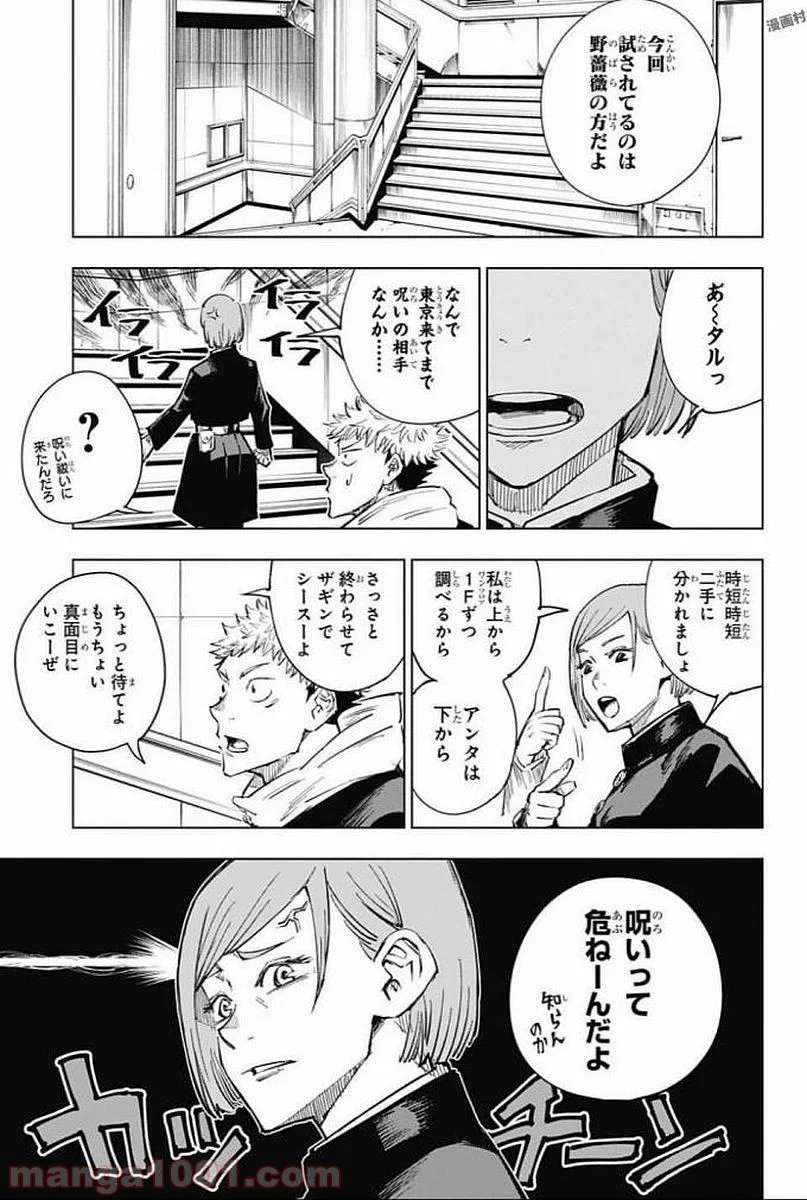 漫画村
今回
試されてるのは
野薔薇の方だよ
あ〜タルっ
なんで
東京来てまで
呪いの相手
なんか……
イラ
イラ
イラ
?
呪い祓いに
来たんだろ
時短時短
二手に
分かれましょ
私は上から
1Fずつ
調べるから
アンタは
下から
さっさと
終わらせて
ザギンで
シースーよ
ちょっと待てよ
もうちょい
真面目に
いこーぜ
呪いって
危ねーんだよ
知らん
のか
カッチーン
manga1001.com